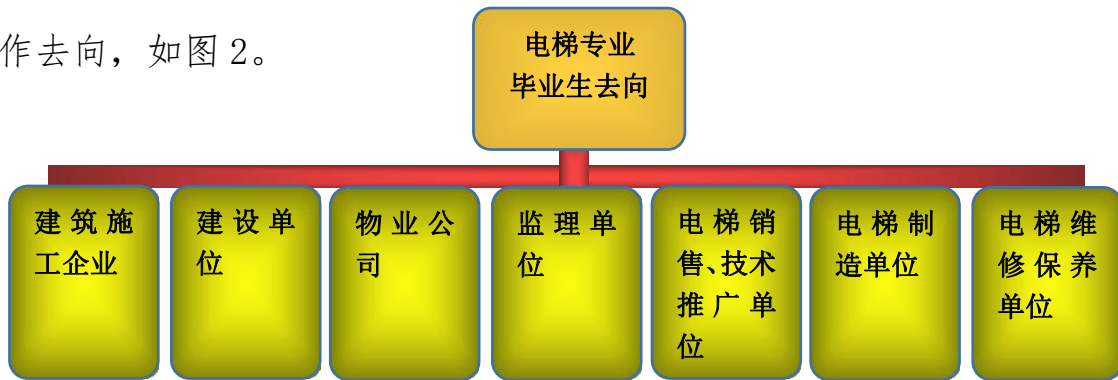 作去向，如图 2。
电梯专业
毕业生去向
建筑施
工企业
建设单
位
物业公
司
监理单
位
电梯销
售、技术
推广单
位
电梯制
造单位
电梯维
修保养
单位